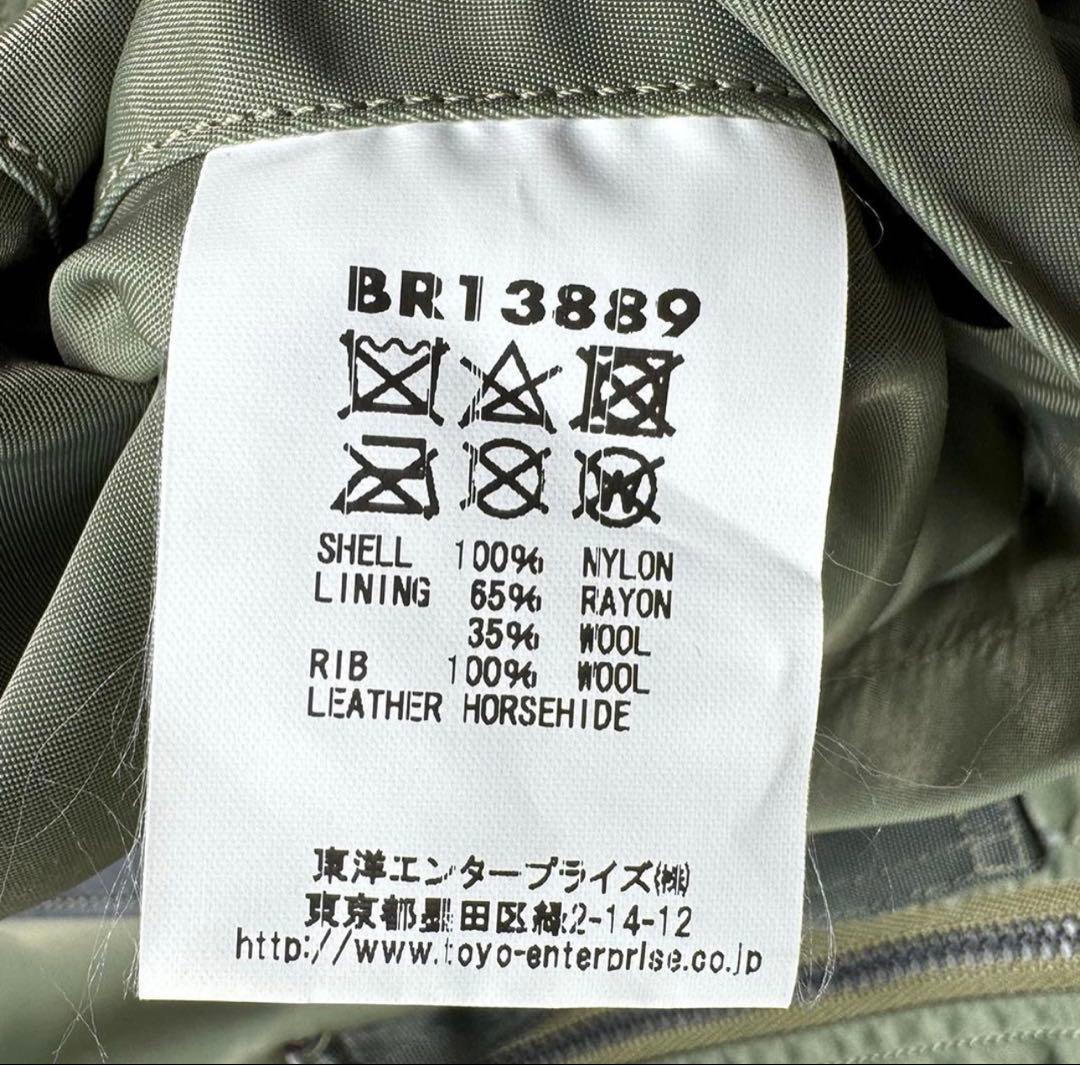 BR13889
SHELL 100% NYLON
LINING 65% RAYON
35% WOOL
RIB 100% WOOL
LEATHER HORSEHIDE
東洋エンタープライズ㈱
東京都墨田区緑2-14-12
http://www.toyo-enterprise.co.jp